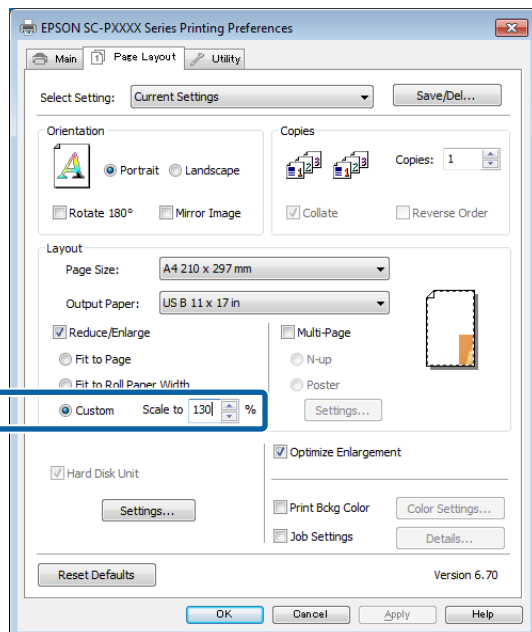 EPSON SC-PXXXX Series Printing Preferences
Main Page Layout Utility
Select Setting: Current Settings Save/Del...
Orientation
Portrait Landscape
Rotate 180° Mirror Image
Copies
Copies: 1
Collate Reverse Order
Layout
Page Size: A4 210 x 297 mm
Output Paper: US B 11 x 17 in
Reduce/Enlarge
Fit to Page
Fit to Roll Paper Width
Custom Scale to 130 %
Multi-Page
N-up
Poster
Settings...
Optimize Enlargement
Hard Disk Unit
Settings...
Print Bckg Color Color Settings...
Job Settings Details...
Reset Defaults Version 6.70
OK Cancel Apply Help